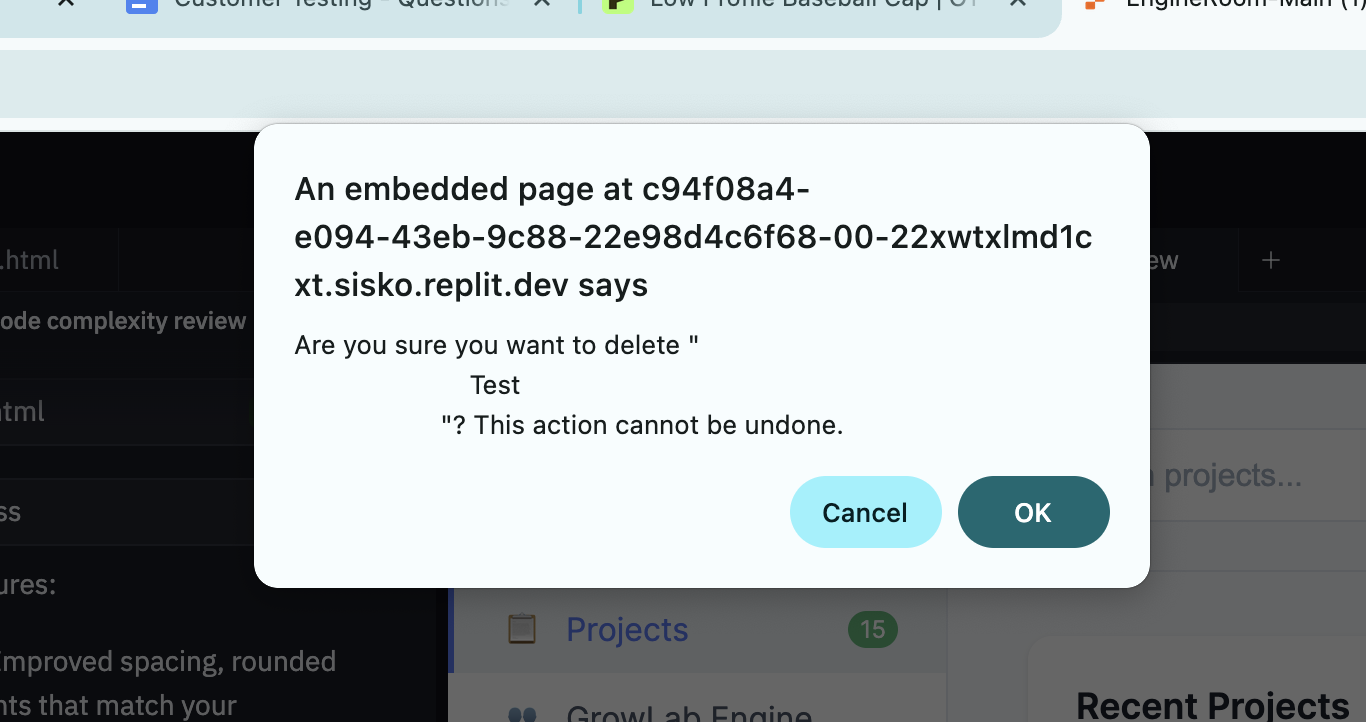 Customer Testing - Questions
Low Profile Baseball Cap | OT
EngineRoom-Main (1)
An embedded page at c94f08a4-
e094-43eb-9c88-22e98d4c6f68-00-22xwtxlmd1c
xt.sisko.replit.dev says
Are you sure you want to delete "
Test
"? This action cannot be undone.
Cancel
OK
.html
ew
+
ode complexity review
tml
projects...
ss
ures:
Improved spacing, rounded
nts that match your
Projects
15
GrowLab Engine
Recent Projects